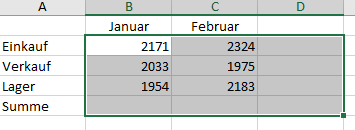 A B C D
Januar Februar
Einkauf 2171 2324
Verkauf 2033 1975
Lager 1954 2183
Summe